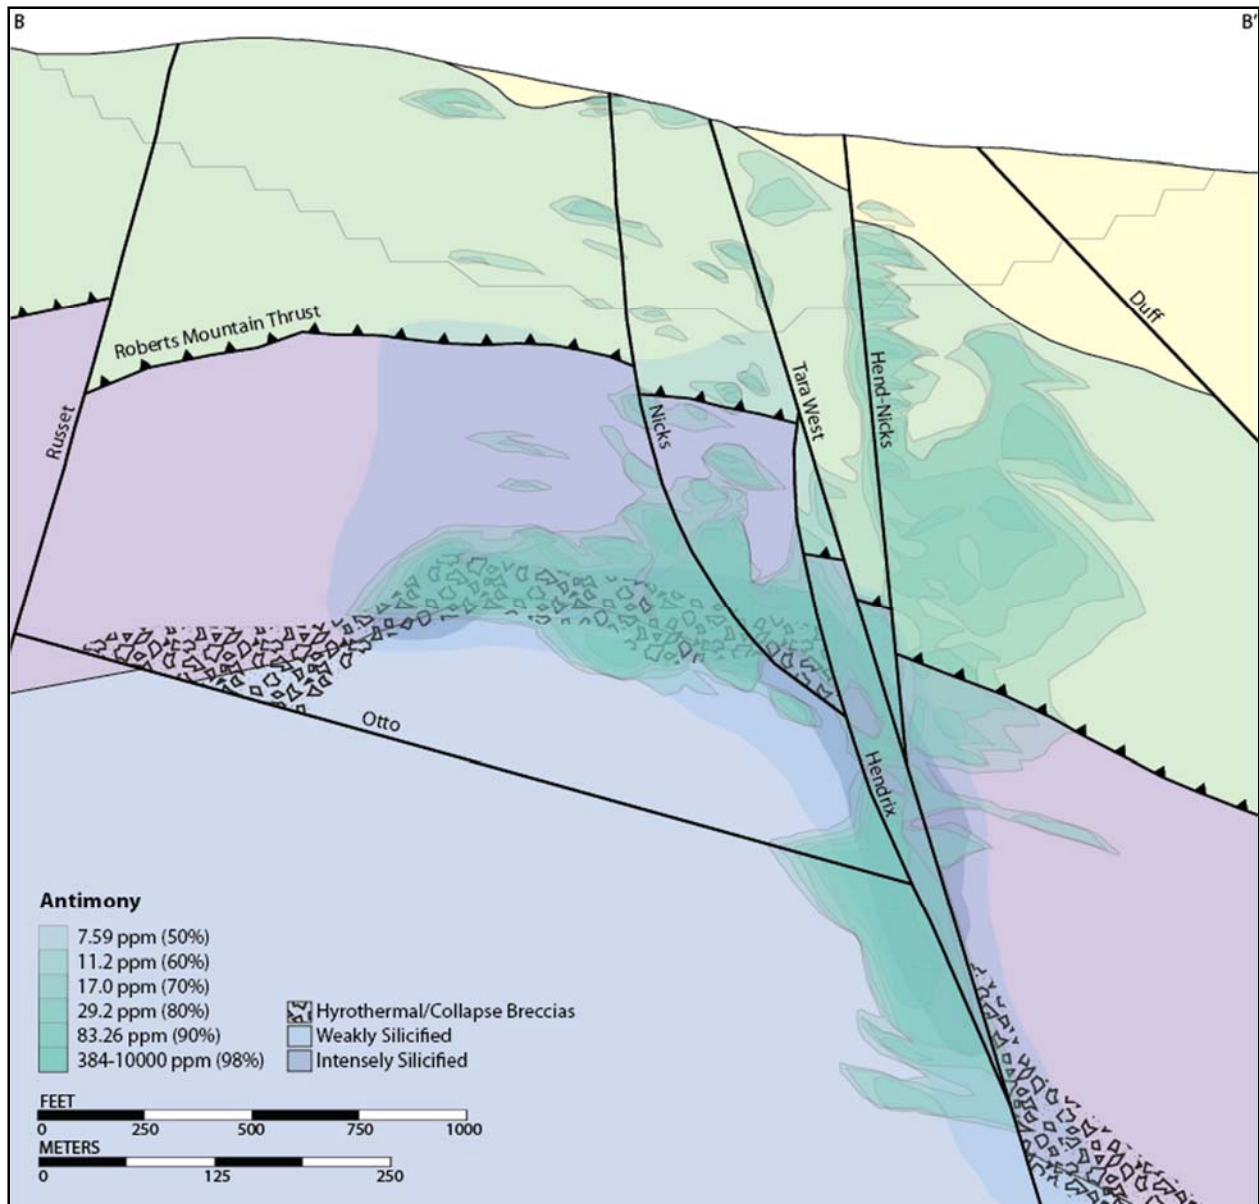 B B'
Roberts Mountain Thrust
Russet
Nicks
Tara West
Hend-Nicks
Duff
Otto
Hendrix
Antimony
7.59 ppm (50%)
11.2 ppm (60%)
17.0 ppm (70%)
29.2 ppm (80%)
83.26 ppm (90%)
384-10000 ppm (98%)
Hyrothermal/Collapse Breccias
Weakly Silicified
Intensely Silicified
FEET
0 250 500 750 1000
METERS
0 125 250